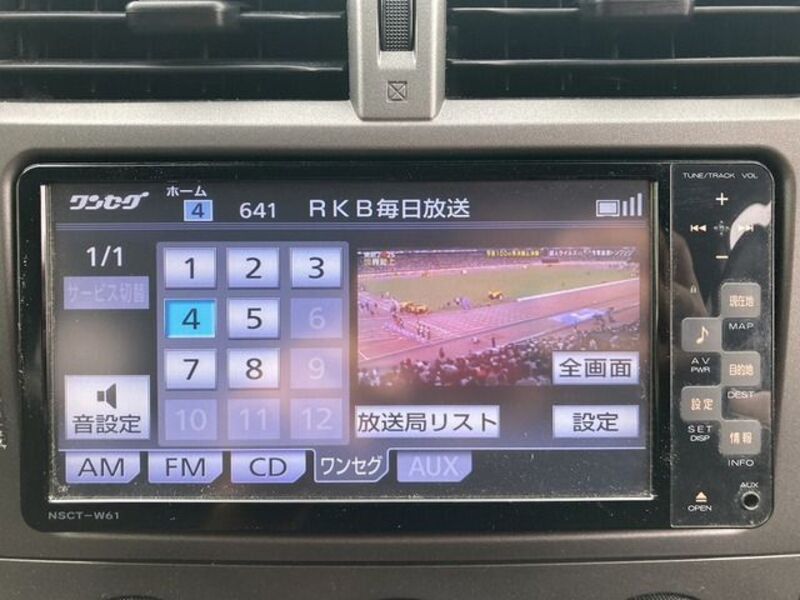 ワンセグ ホーム 4 641 RKB毎日放送
1/1
サービス切替
1 2 3
4 5 6
7 8 9
10 11 12
音設定
全画面
放送局リスト
設定
AM FM CD ワンセグ AUX
NSCT-W61
TUNE/TRACK VOL
+
−
現在地
MAP
AV
PWR
目的地
DEST
設定
SET
DISP
情報
INFO
AUX
OPEN